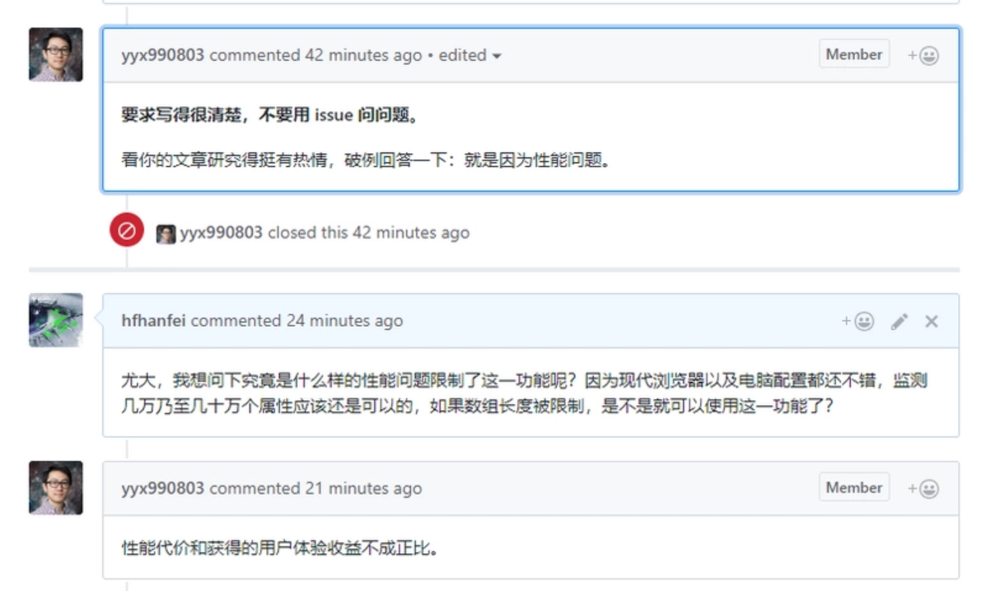 yyx990803 commented 42 minutes ago • edited
Member
要求写得很清楚，不要用 issue 问问题。
看你的文章研究得挺有热情，破例回答一下：就是因为性能问题。
yyx990803 closed this 42 minutes ago
hfhanfei commented 24 minutes ago
尤大，我想问下究竟是什么样的性能问题限制了这一功能呢？因为现代浏览器以及电脑配置都还不错，监测
几万乃至几十万个属性应该还是可以的，如果数组长度被限制，是不是就可以使用这一功能了？
yyx990803 commented 21 minutes ago
Member
性能代价和获得的用户体验收益不成正比。